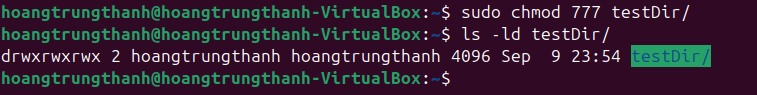 hoangtrungthanh@hoangtrungthanh-VirtualBox:~$ sudo chmod 777 testDir/
hoangtrungthanh@hoangtrungthanh-VirtualBox:~$ ls -ld testDir/
drwxrwxrwx 2 hoangtrungthanh hoangtrungthanh 4096 Sep  9 23:54 testDir/
hoangtrungthanh@hoangtrungthanh-VirtualBox:~$